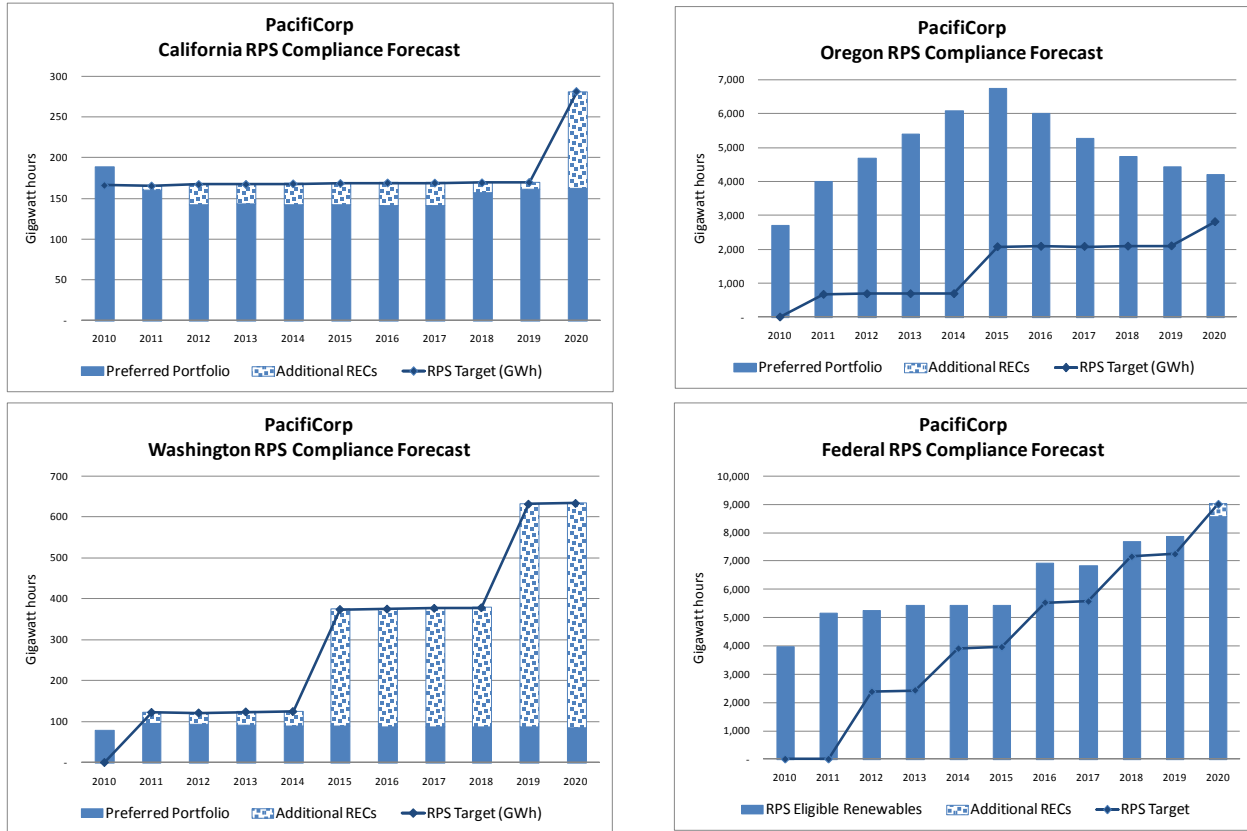 PacifiCorp
California RPS Compliance Forecast
Gigawatt hours
300
250
200
150
100
50
-
2010 2011 2012 2013 2014 2015 2016 2017 2018 2019 2020
Preferred Portfolio Additional RECs RPS Target (GWh)
PacifiCorp
Oregon RPS Compliance Forecast
Gigawatt hours
7,000
6,000
5,000
4,000
3,000
2,000
1,000
-
2010 2011 2012 2013 2014 2015 2016 2017 2018 2019 2020
Preferred Portfolio Additional RECs RPS Target (GWh)
PacifiCorp
Washington RPS Compliance Forecast
Gigawatt hours
700
600
500
400
300
200
100
-
2010 2011 2012 2013 2014 2015 2016 2017 2018 2019 2020
Preferred Portfolio Additional RECs RPS Target (GWh)
PacifiCorp
Federal RPS Compliance Forecast
Gigawatt hours
10,000
9,000
8,000
7,000
6,000
5,000
4,000
3,000
2,000
1,000
-
2010 2011 2012 2013 2014 2015 2016 2017 2018 2019 2020
RPS Eligible Renewables Additional RECs RPS Target